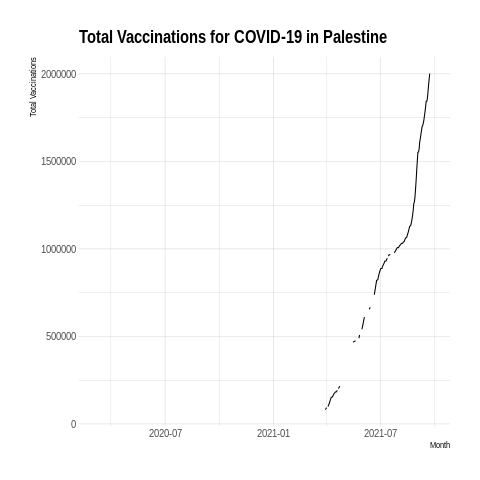 Total Vaccinations for COVID-19 in Palestine
Total Vaccinations
2000000
1500000
1000000
500000
0
2020-07 2021-01 2021-07
Month